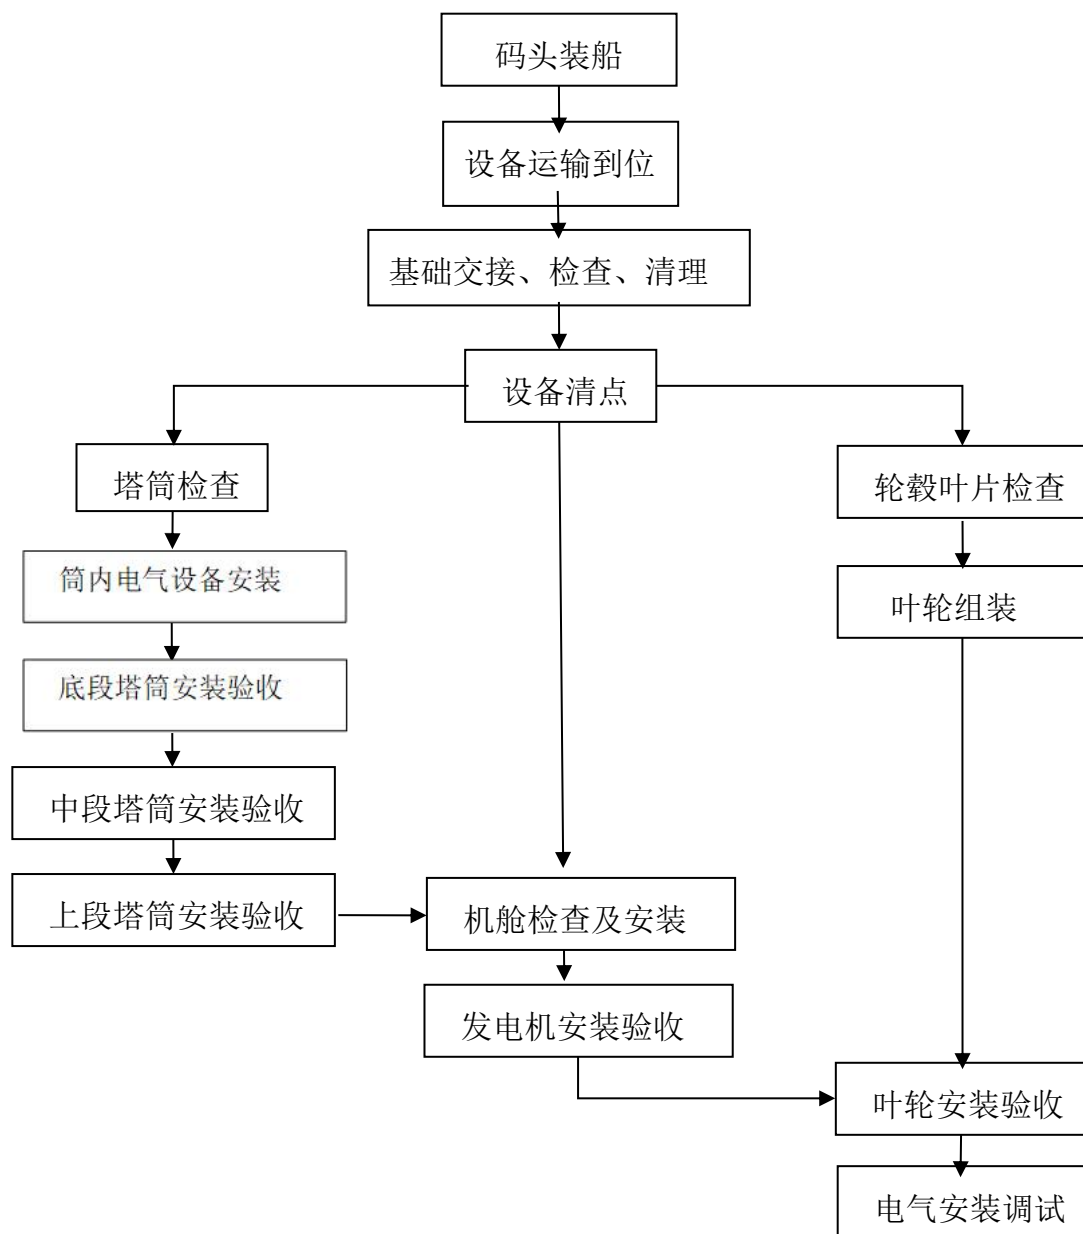 码头装船
设备运输到位
基础交接、检查、清理
设备清点
塔筒检查
轮毂叶片检查
筒内电气设备安装
叶轮组装
底段塔筒安装验收
中段塔筒安装验收
上段塔筒安装验收
机舱检查及安装
发电机安装验收
叶轮安装验收
电气安装调试